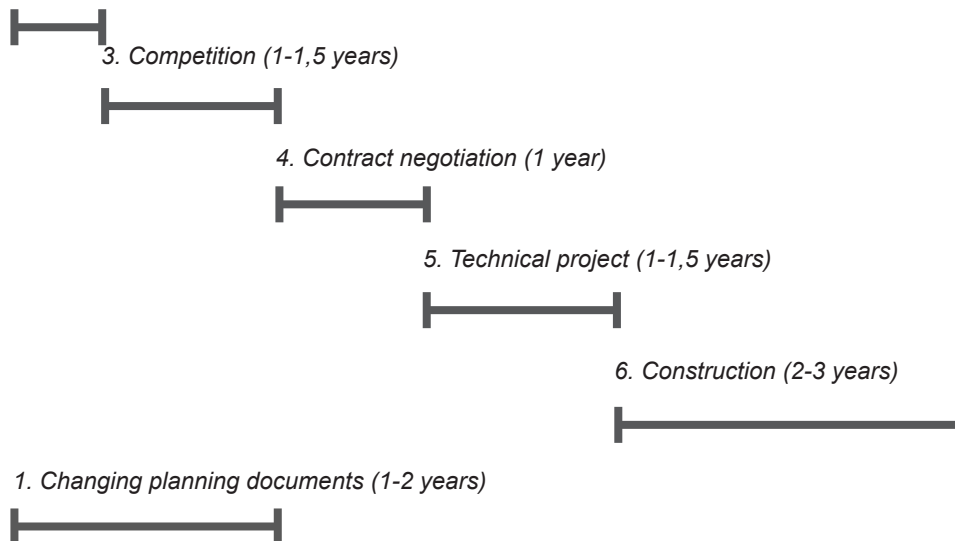 3. Competition (1-1,5 years)
4. Contract negotiation (1 year)
5. Technical project (1-1,5 years)
6. Construction (2-3 years)
1. Changing planning documents (1-2 years)